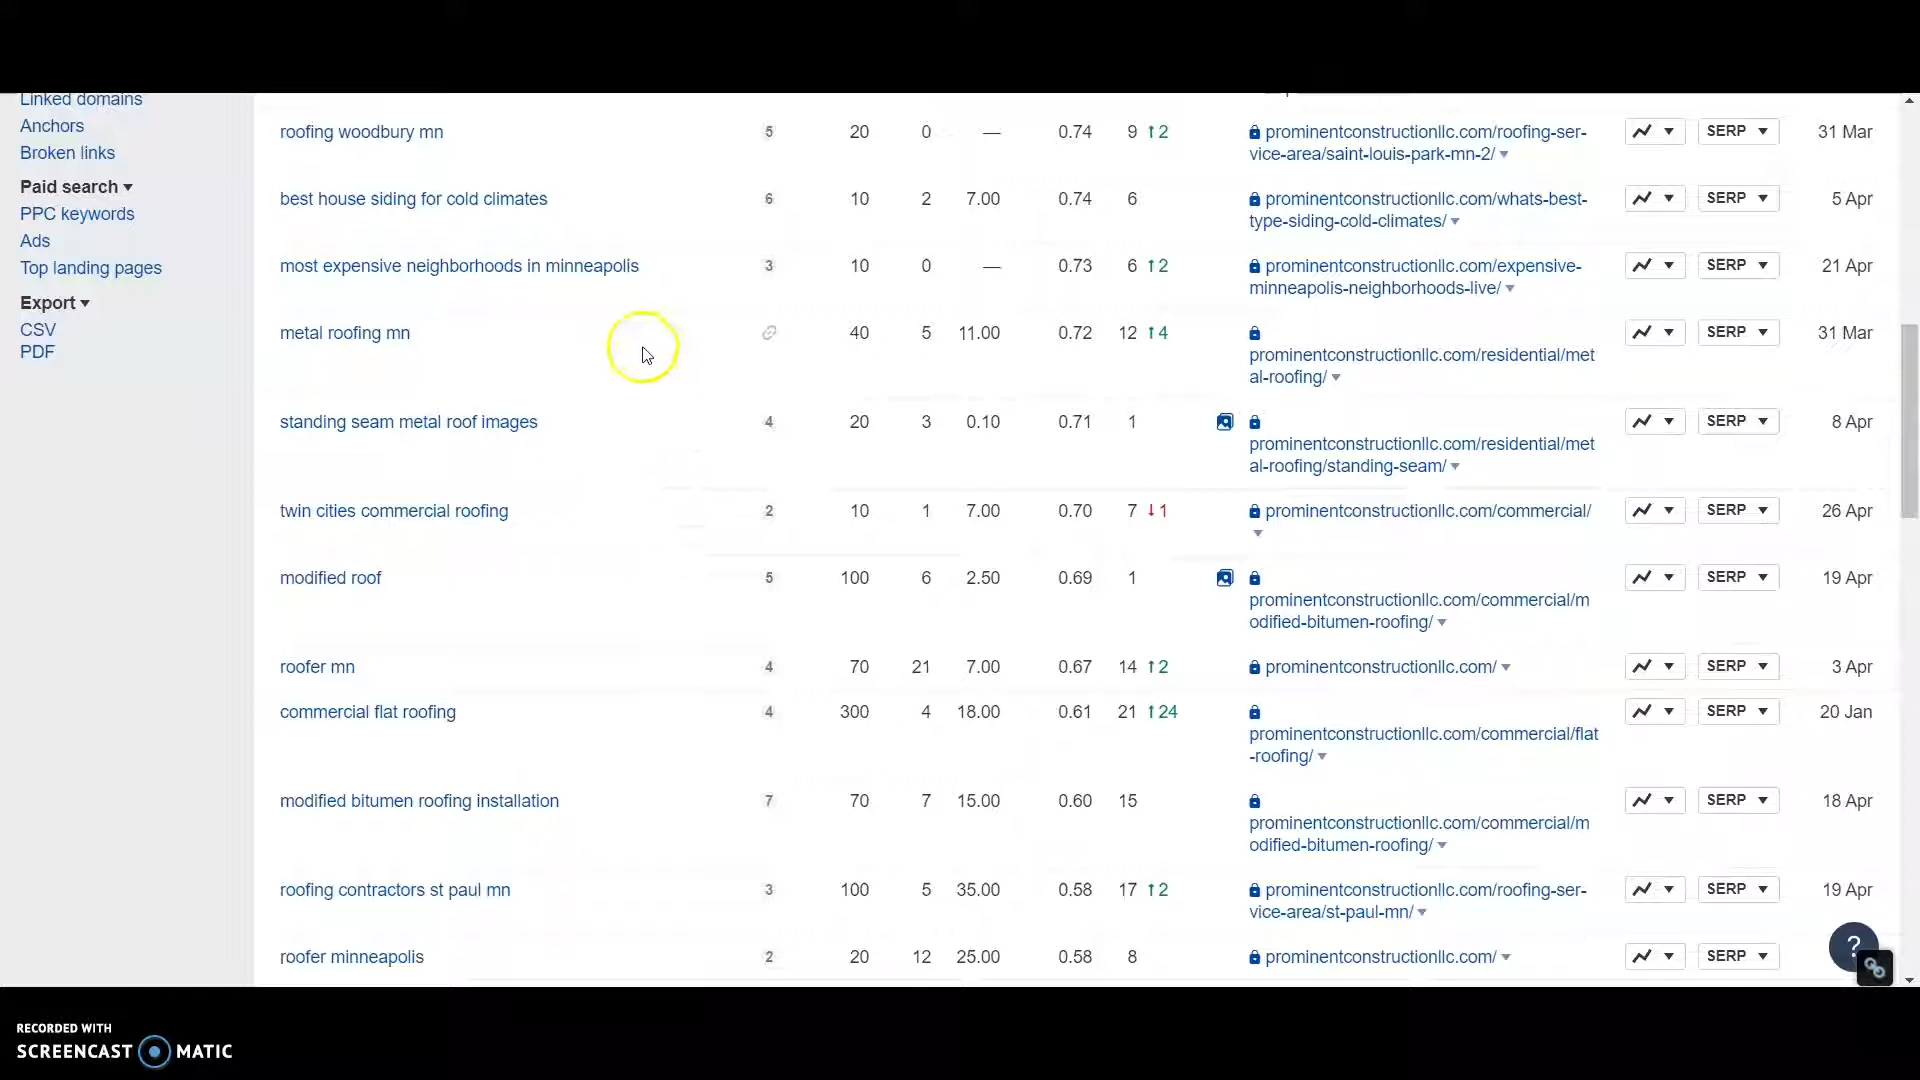 Linked domains
Anchors
Broken links
Paid search
PPC keywords
Ads
Top landing pages
Export
CSV
PDF
roofing woodbury mn 5 20 0 — 0.74 9 ↑2 prominentconstructionllc.com/roofing-ser- SERP 31 Mar
vice-area/saint-louis-park-mn-2/
best house siding for cold climates 6 10 2 7.00 0.74 6 prominentconstructionllc.com/whats-best- SERP 5 Apr
type-siding-cold-climates/
most expensive neighborhoods in minneapolis 3 10 0 — 0.73 6 ↑2 prominentconstructionllc.com/expensive- SERP 21 Apr
minneapolis-neighborhoods-live/
metal roofing mn 40 5 11.00 0.72 12 ↑4 SERP 31 Mar
prominentconstructionllc.com/residential/met
al-roofing/
standing seam metal roof images 4 20 3 0.10 0.71 1 SERP 8 Apr
prominentconstructionllc.com/residential/met
al-roofing/standing-seam/
twin cities commercial roofing 2 10 1 7.00 0.70 7 ↓1 prominentconstructionllc.com/commercial/ SERP 26 Apr
modified roof 5 100 6 2.50 0.69 1 SERP 19 Apr
prominentconstructionllc.com/commercial/m
odified-bitumen-roofing/
roofer mn 4 70 21 7.00 0.67 14 ↑2 prominentconstructionllc.com/ SERP 3 Apr
commercial flat roofing 4 300 4 18.00 0.61 21 ↑24 SERP 20 Jan
prominentconstructionllc.com/commercial/flat
-roofing/
modified bitumen roofing installation 7 70 7 15.00 0.60 15 SERP 18 Apr
prominentconstructionllc.com/commercial/m
odified-bitumen-roofing/
roofing contractors st paul mn 3 100 5 35.00 0.58 17 ↑2 prominentconstructionllc.com/roofing-ser- SERP 19 Apr
vice-area/st-paul-mn/
roofer minneapolis 2 20 12 25.00 0.58 8 prominentconstructionllc.com/ SERP
?
RECORDED WITH
SCREENCAST MATIC